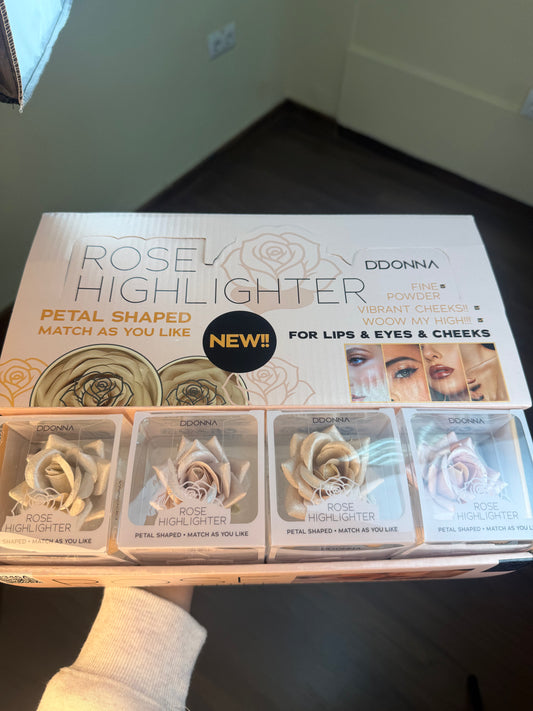 ROSE
HIGHLIGHTER
DDONNA
PETAL SHAPED
MATCH AS YOU LIKE
NEW!!
FINE
POWDER
VIBRANT CHEEKS!!
WOOW MY HIGH!!!
FOR LIPS & EYES & CHEEKS
DDONNA
ROSE
HIGHLIGHTER
SHAPED • MATCH AS YOU LIKE
DDONNA
ROSE
HIGHLIGHTER
PETAL SHAPED • MATCH AS YOU LIKE
DDONNA
ROSE
HIGHLIGHTER
PETAL SHAPED • MATCH AS YOU LIKE
DDONNA
ROSE
HIGHLIGHTER
PETAL SHAPED • MATCH AS YOU L